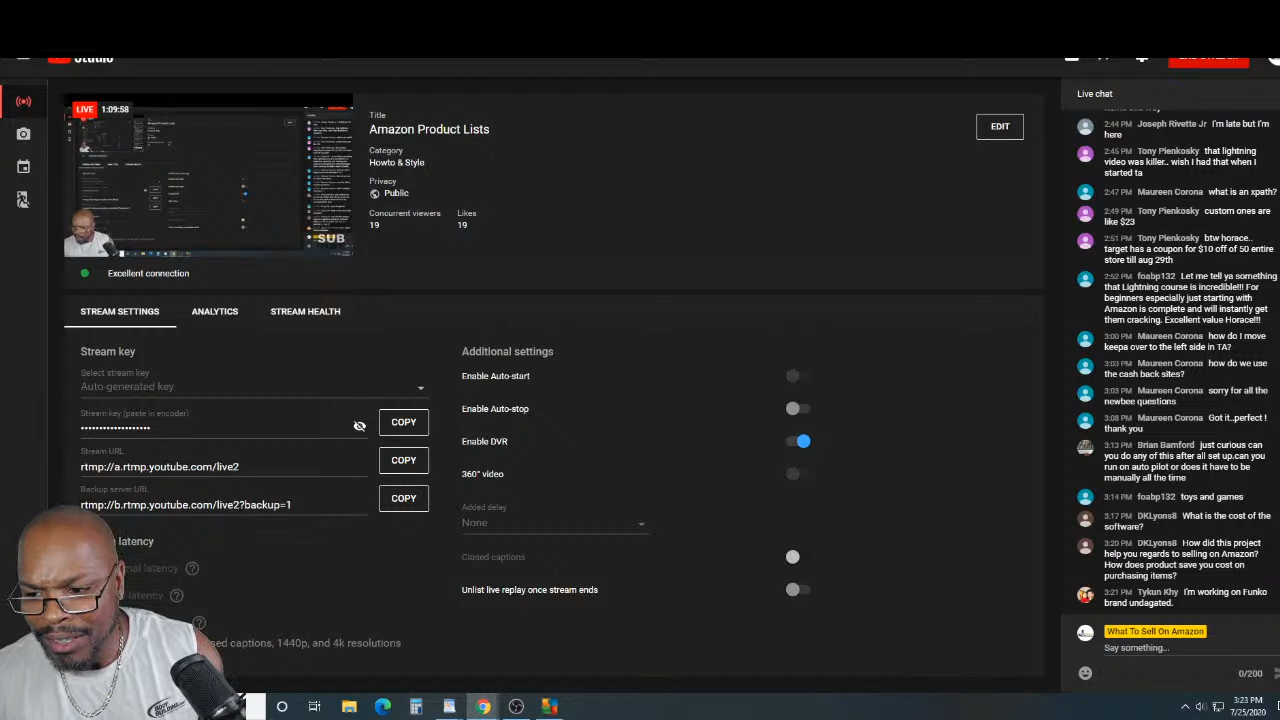 Studio
LIVE 1:09:58
SUB
Title
Amazon Product Lists
Category
Howto & Style
Privacy
Public
Concurrent viewers
Likes
19
19
EDIT
Excellent connection
STREAM SETTINGS
ANALYTICS
STREAM HEALTH
Stream key
Select stream key
Auto-generated key
Stream key (paste in encoder)
COPY
Stream URL
rtmp://a.rtmp.youtube.com/live2
COPY
Backup server URL
rtmp://b.rtmp.youtube.com/live2?backup=1
COPY
latency
latency
latency
captions, 1440p, and 4k resolutions
Additional settings
Enable Auto-start
Enable Auto-stop
Enable DVR
360° video
Added delay
None
Closed captions
Unlist live replay once stream ends
Live chat
2:44 PM Joseph Rivette Jr I'm late but I'm
here
2:45 PM Tony Pienkosky that lightning
video was killer.. wish I had that when I
started ta
2:47 PM Maureen Corona what is an xpath?
2:49 PM Tony Pienkosky custom ones are
like $23
2:51 PM Tony Pienkosky btw horace..
target has a coupon for $10 off of 50 entire
store till aug 29th
2:52 PM foabp132 Let me tell ya something
that Lightning course is incredible!!! For
beginners especially just starting with
Amazon is complete and will instantly get
them cracking. Excellent value Horace!!!
3:00 PM Maureen Corona how do I move
keepa over to the left side in TA?
3:03 PM Maureen Corona how do we use
the cash back sites?
3:03 PM Maureen Corona sorry for all the
newbee questions
3:08 PM Maureen Corona Got it..perfect !
thank you
3:13 PM Brian Bamford just curious can
you do any of this after all set up.can you
run on auto pilot or does it have to be
manually all the time
3:14 PM foabp132 toys and games
3:17 PM DKLyons8 What is the cost of the
software?
3:20 PM DKLyons8 How did this project
help you regards to selling on Amazon?
How does product save you cost on
purchasing items?
3:21 PM Tykun Khy I'm working on Funko
brand undagated.
What To Sell On Amazon
Say something...
0/200
3:23 PM
7/25/2020